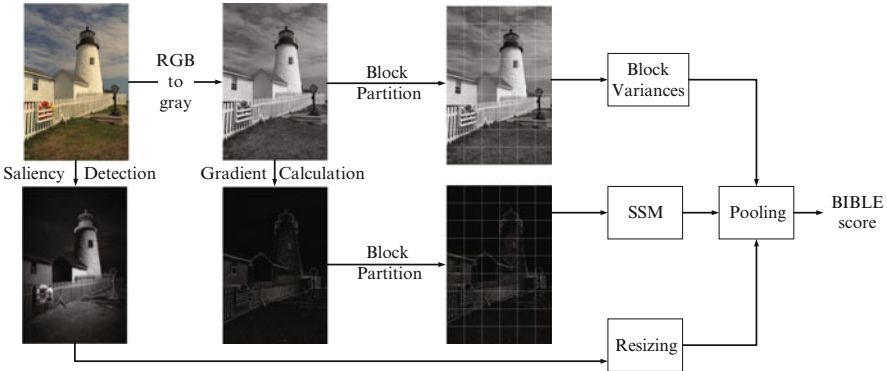 RGB
to
gray
Block
Partition
Block
Variances
Saliency Detection
Gradient Calculation
SSM
Pooling
BIBLE
score
Block
Partition
Resizing